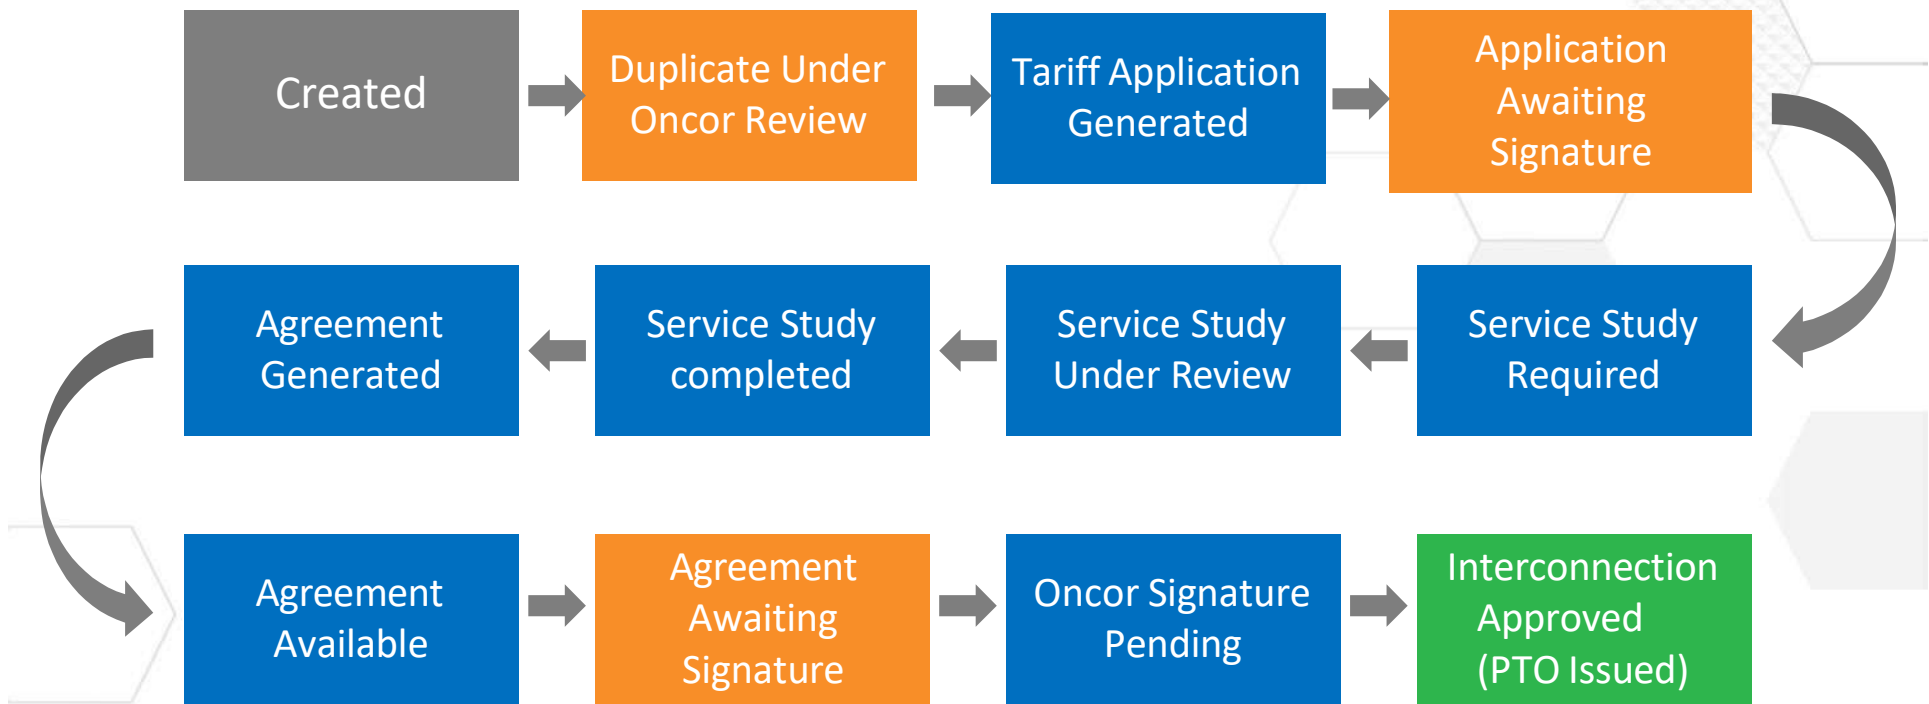 Created
Duplicate Under
Oncor Review
Tariff Application
Generated
Application
Awaiting
Signature
Service Study
Required
Service Study
Under Review
Service Study
completed
Agreement
Generated
Agreement
Available
Agreement
Awaiting
Signature
Oncor Signature
Pending
Interconnection
Approved
(PTO Issued)